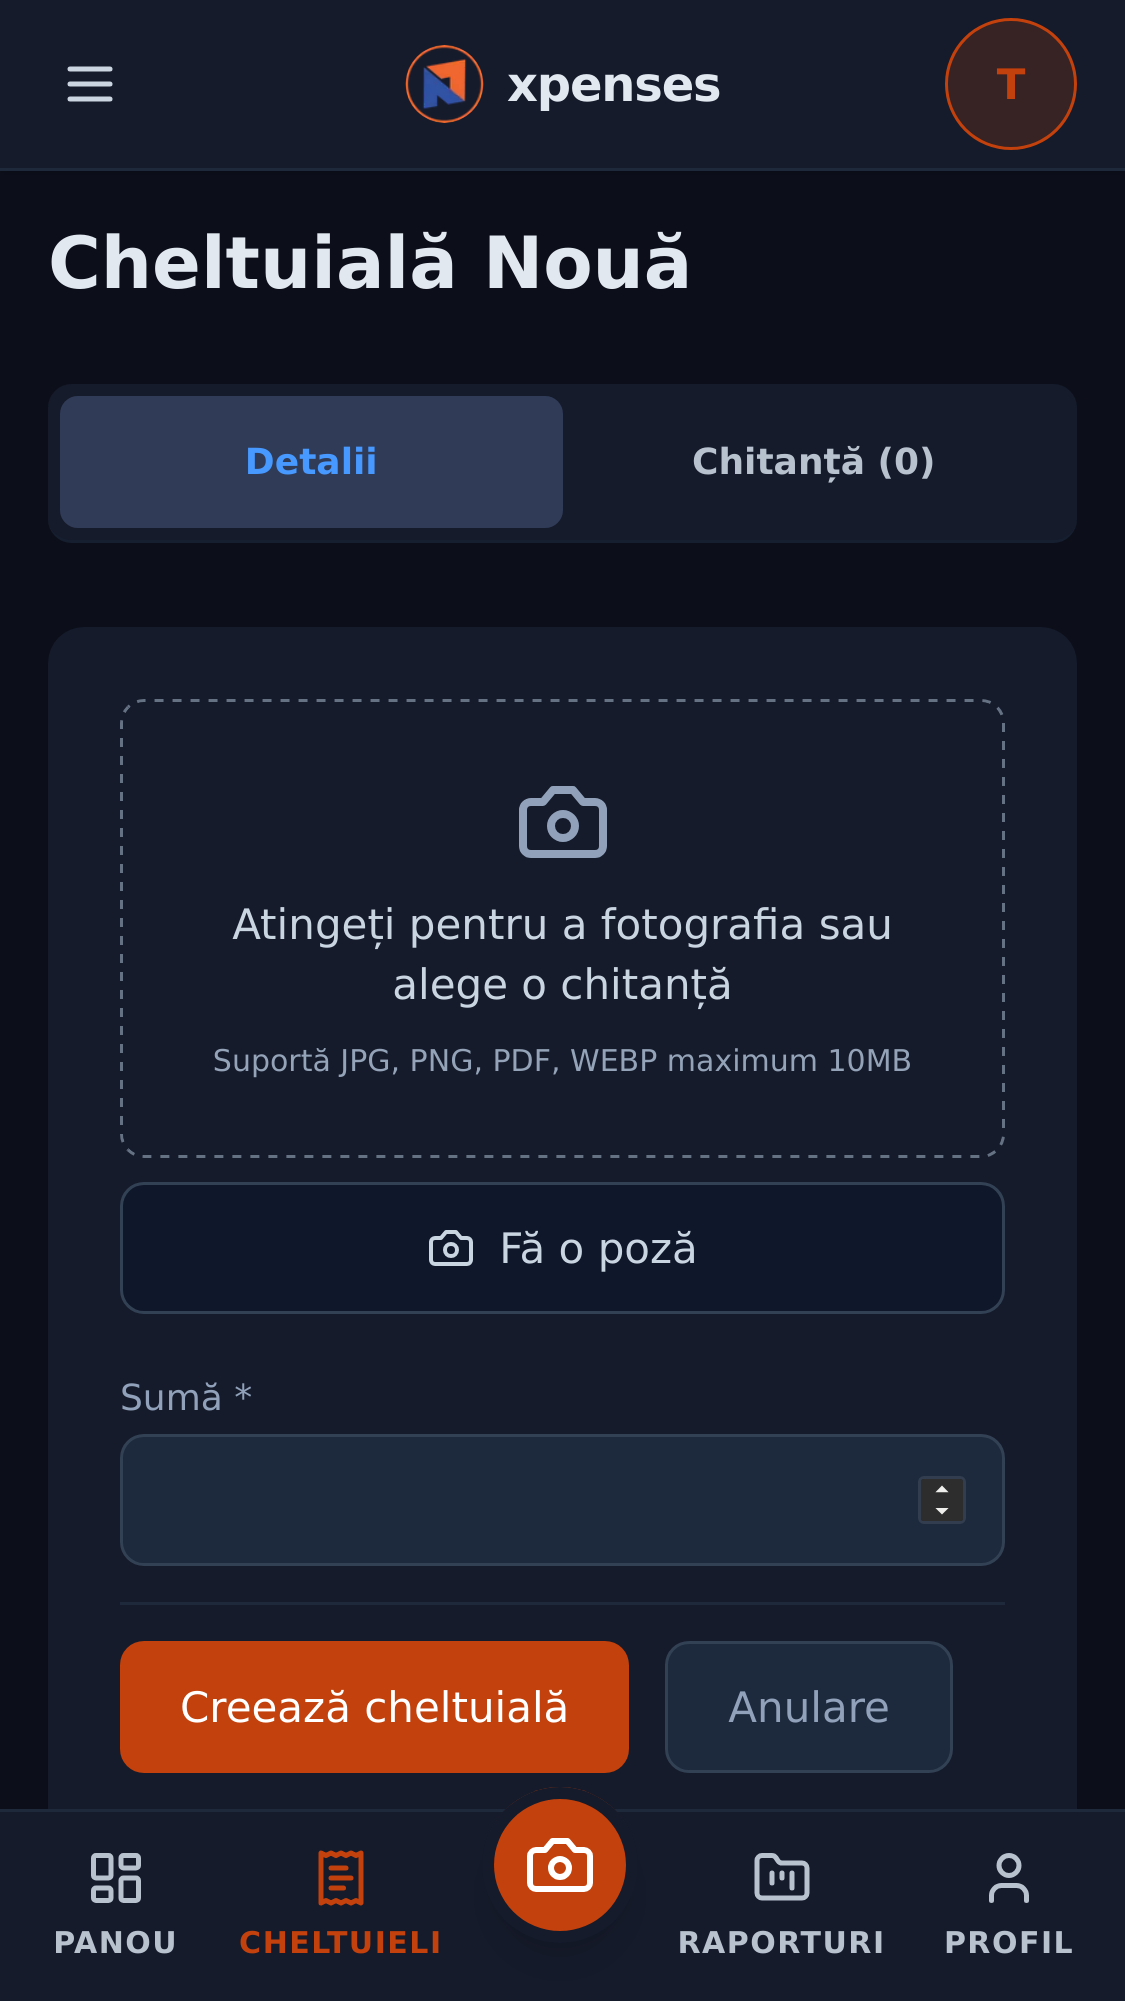 xpenses
T
Cheltuială Nouă
Detalii
Chitanță (0)
Atingeți pentru a fotografia sau
alege o chitanță
Suportă JPG, PNG, PDF, WEBP maximum 10MB
Fă o poză
Sumă *
Creează cheltuială
Anulare
PANOU
CHELTUIELI
RAPORTURI
PROFIL